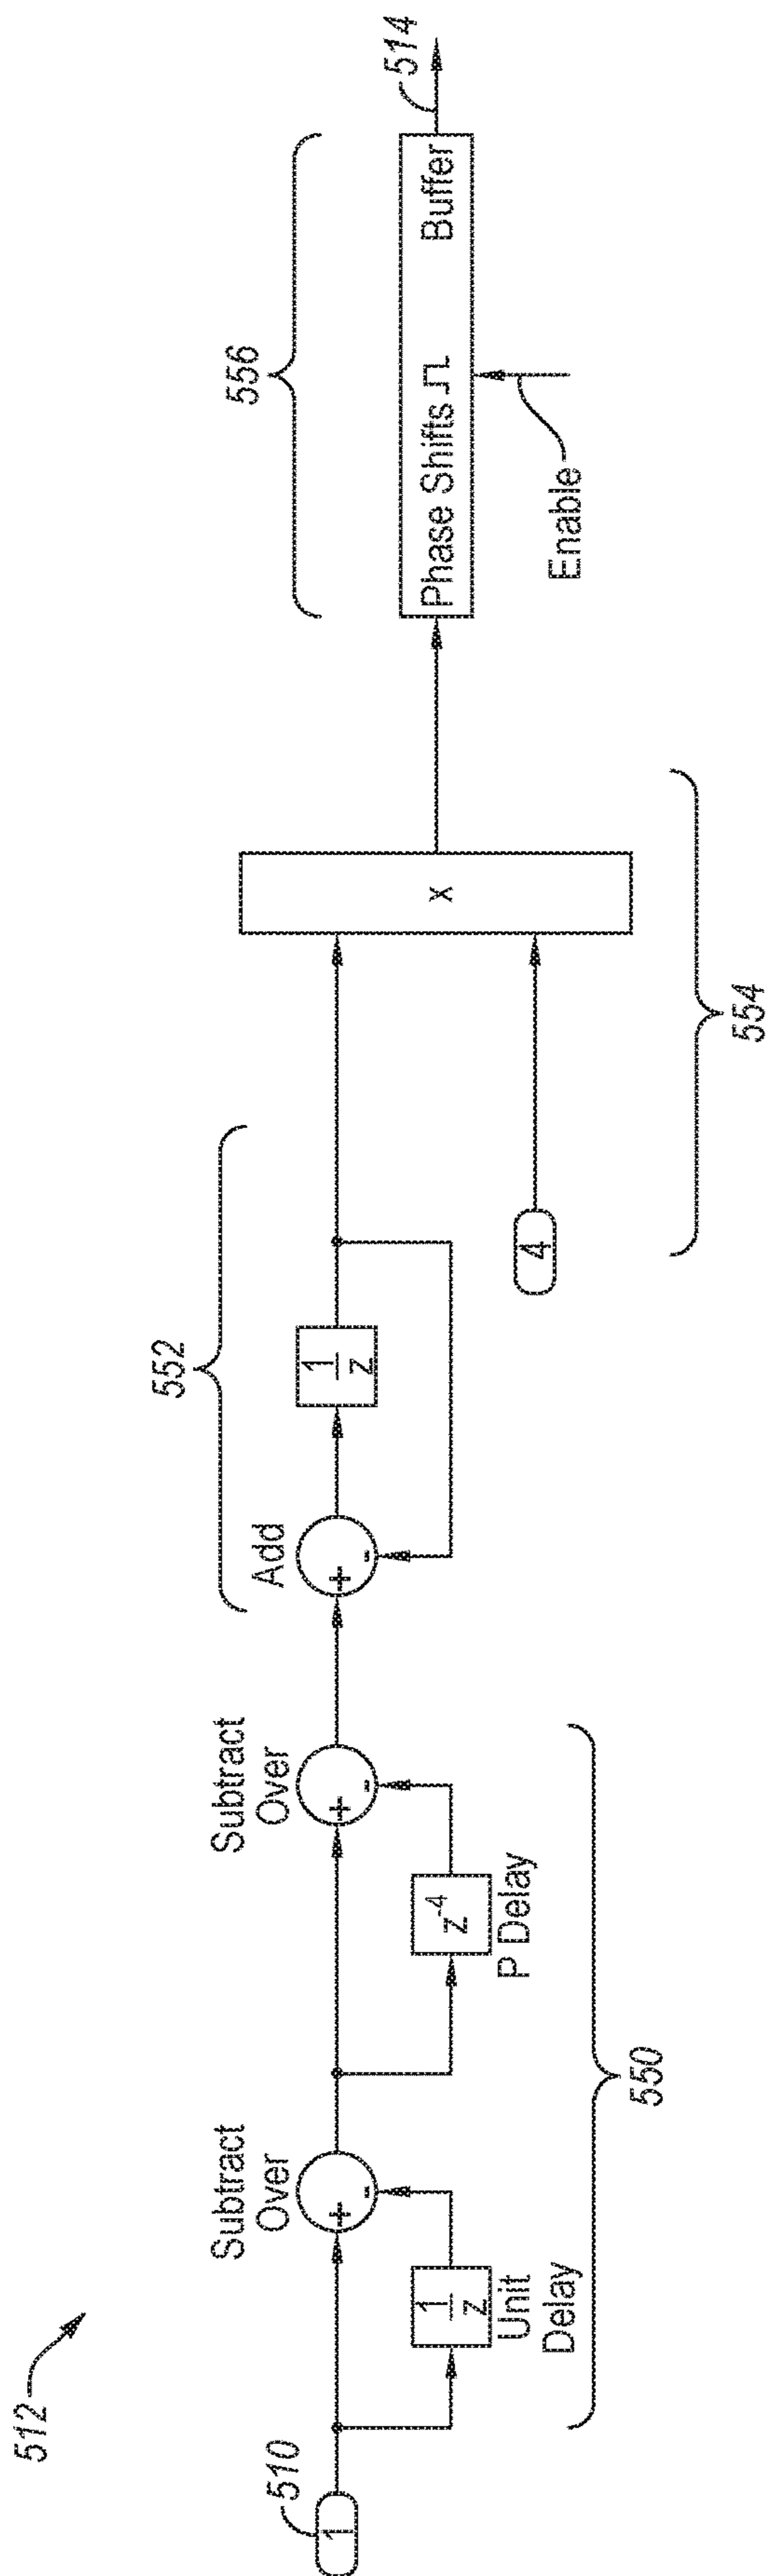 512
510
1
Unit
Delay
1
z
Subtract
Over
+
-
550
P Delay
z-4
Subtract
Over
+
-
552
Add
+
-
1
z
4
554
x
556
Phase Shifts
Buffer
Enable
514